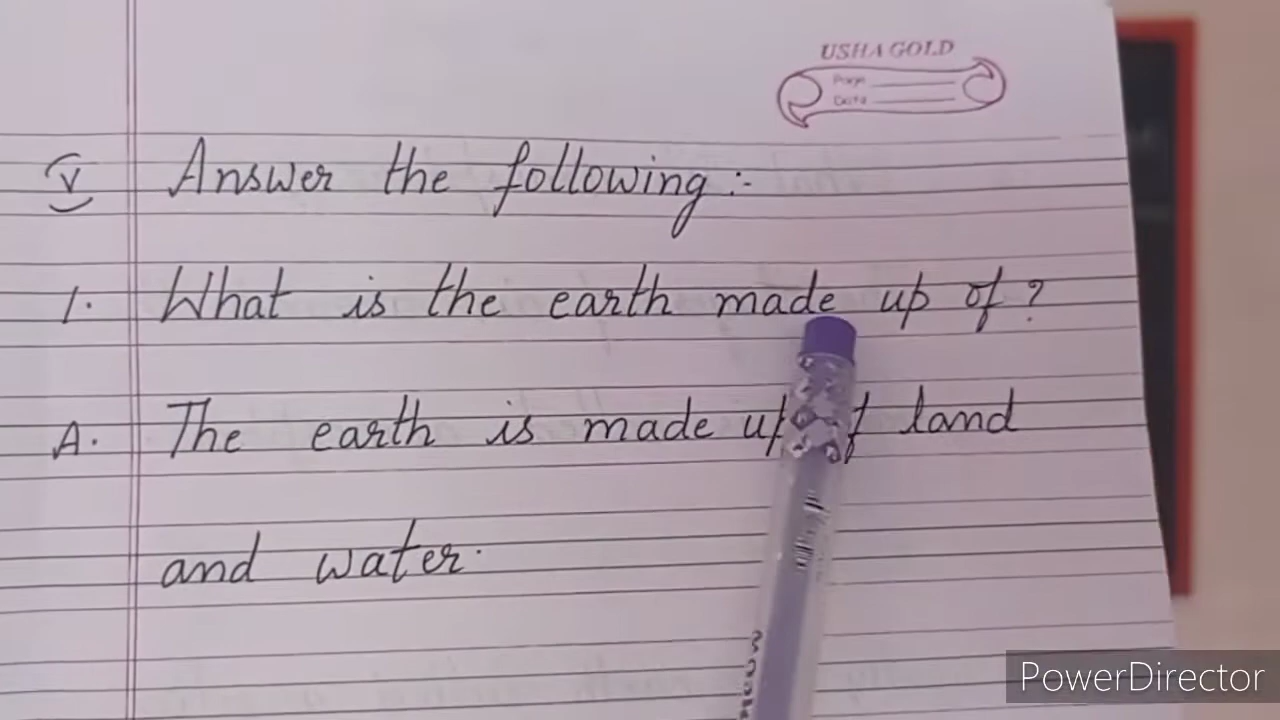 USHA GOLD
Page
Date
V Answer the following :-
1. What is the earth made up of ?
A. The earth is made up land
and water.
PowerDirector